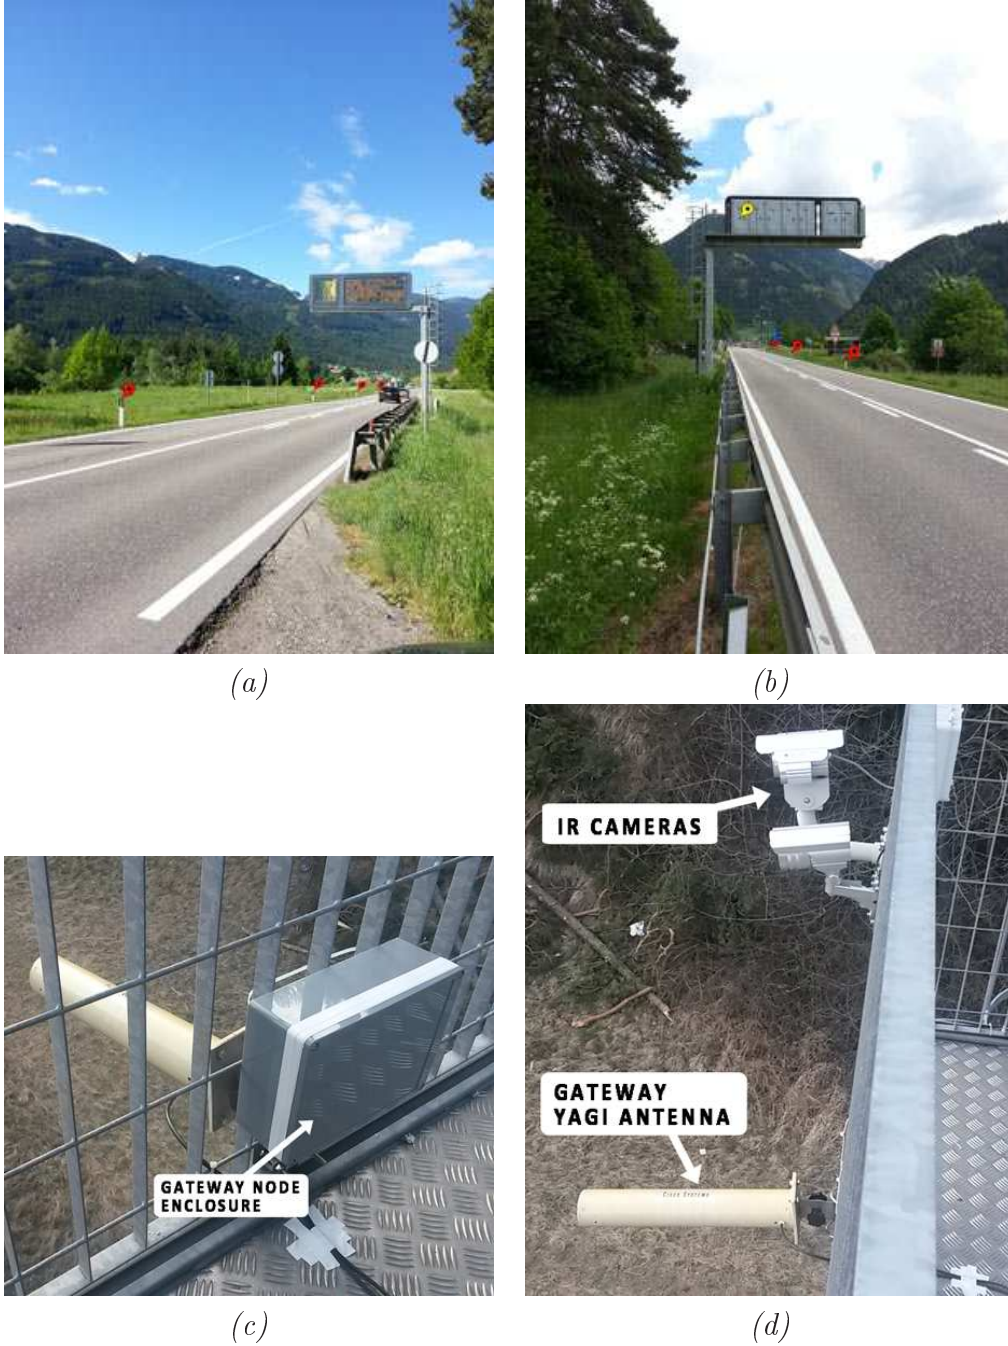 (a)
(b)
IR CAMERAS
GATEWAY
YAGI ANTENNA
GATEWAY NODE
ENCLOSURE
(c)
(d)